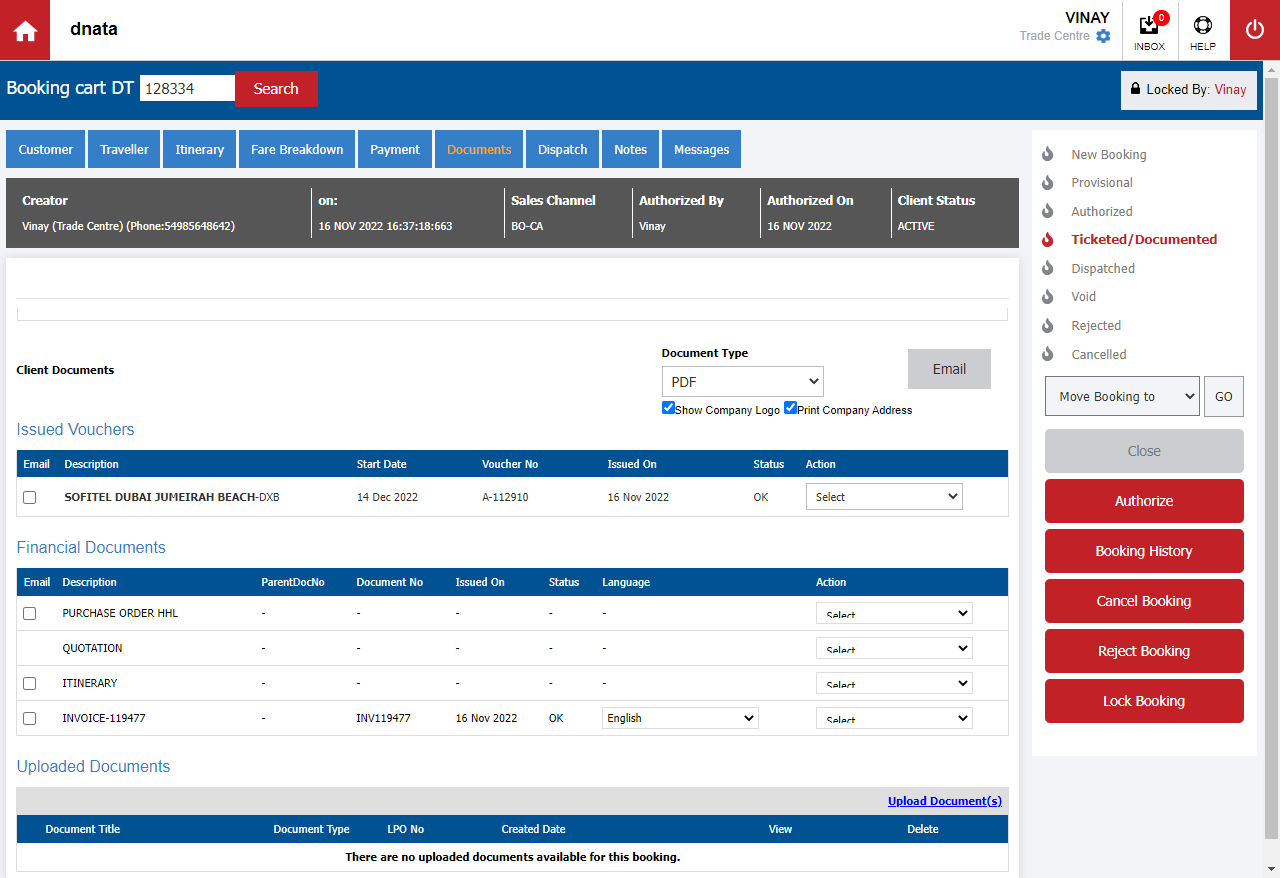 dnata
VINAY
Trade Centre
0
INBOX
HELP
Booking cart DT 128334 Search
Locked By: Vinay
Customer Traveller Itinerary Fare Breakdown Payment Documents Dispatch Notes Messages
Creator on: Sales Channel Authorized By Authorized On Client Status
Vinay (Trade Centre) (Phone:54985648642) 16 NOV 2022 16:37:18:663 BO-CA Vinay 16 NOV 2022 ACTIVE
Client Documents
Document Type
PDF
Email
Show Company Logo Print Company Address
Issued Vouchers
Email Description Start Date Voucher No Issued On Status Action
SOFITEL DUBAI JUMEIRAH BEACH-DXB 14 Dec 2022 A-112910 16 Nov 2022 OK Select
Financial Documents
Email Description ParentDocNo Document No Issued On Status Language Action
PURCHASE ORDER HHL - - - - - Select
QUOTATION - - - - - Select
ITINERARY - - - - - Select
INVOICE-119477 - INV119477 16 Nov 2022 OK English Select
Uploaded Documents
Upload Document(s)
Document Title Document Type LPO No Created Date View Delete
There are no uploaded documents available for this booking.
New Booking
Provisional
Authorized
Ticketed/Documented
Dispatched
Void
Rejected
Cancelled
Move Booking to GO
Close
Authorize
Booking History
Cancel Booking
Reject Booking
Lock Booking